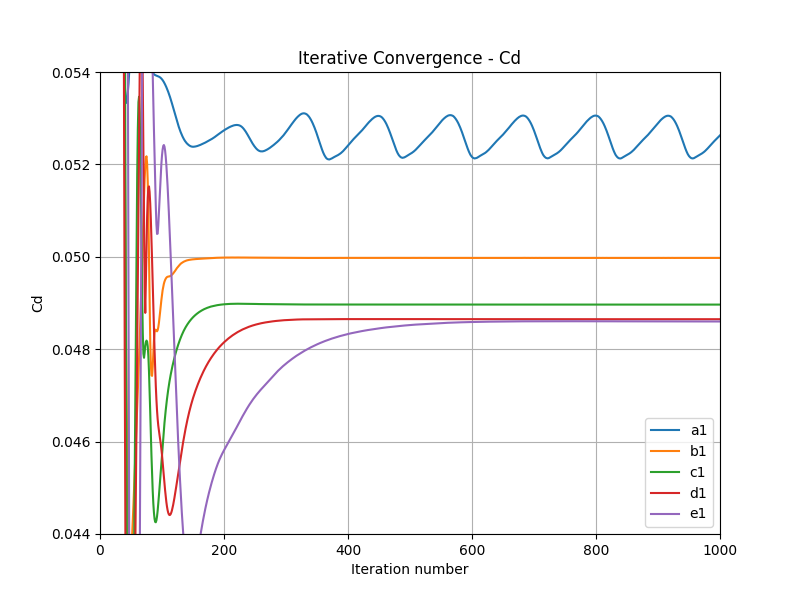 Iterative Convergence - Cd
Cd
0.054
0.052
0.050
0.048
0.046
0.044
0
200
400
600
800
1000
Iteration number
a1
b1
c1
d1
e1